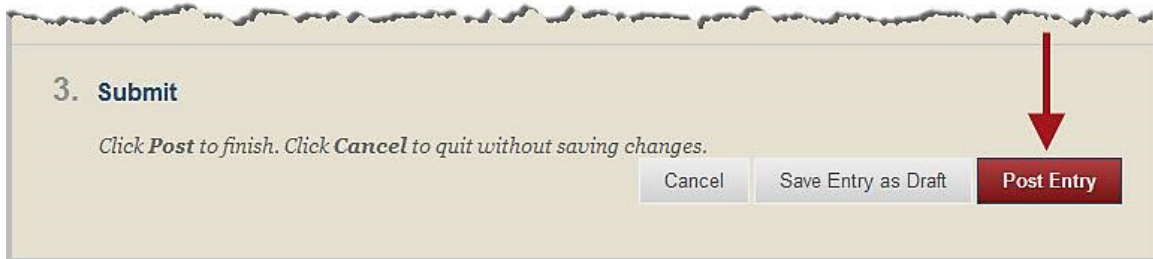 3. Submit
Click Post to finish. Click Cancel to quit without saving changes.
Cancel Save Entry as Draft Post Entry